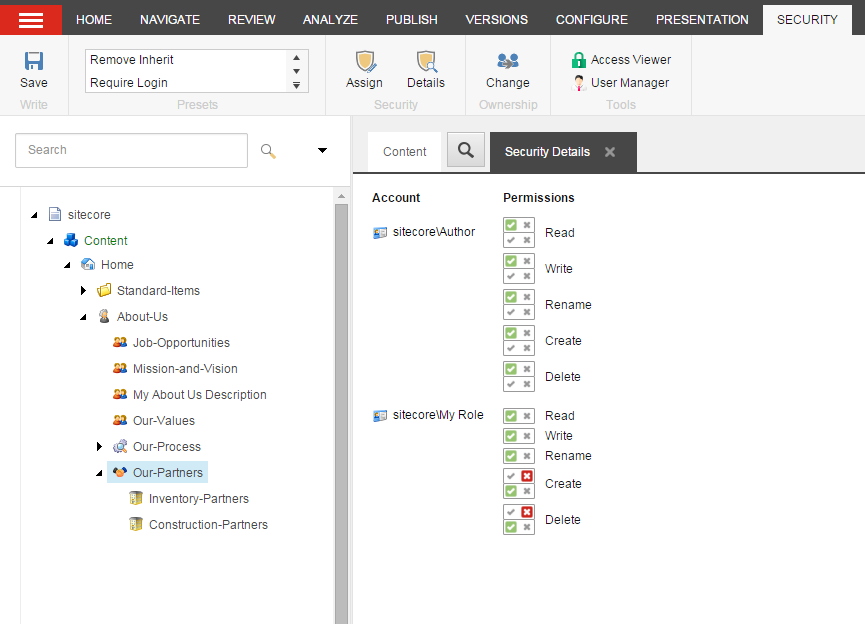 HOME NAVIGATE REVIEW ANALYZE PUBLISH VERSIONS CONFIGURE PRESENTATION SECURITY
Save
Write
Remove Inherit
Require Login
Presets
Assign Details
Security
Change
Ownership
Access Viewer
User Manager
Tools
Search
sitecore
Content
Home
Standard-Items
About-Us
Job-Opportunities
Mission-and-Vision
My About Us Description
Our-Values
Our-Process
Our-Partners
Inventory-Partners
Construction-Partners
Content Security Details
Account Permissions
sitecore\Author Read
Write
Rename
Create
Delete
sitecore\My Role Read
Write
Rename
Create
Delete